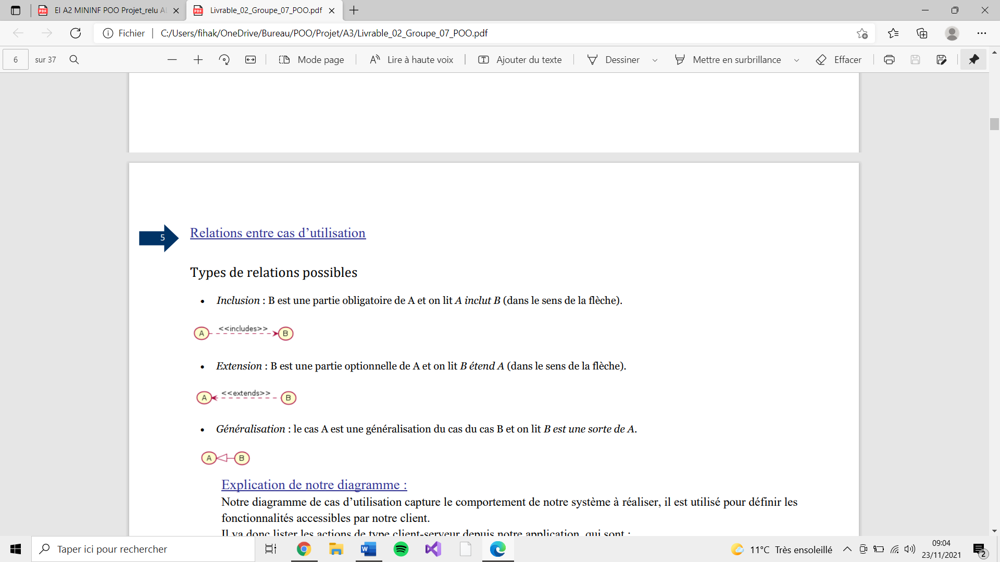 EI A2 MININF POO Projet_relu
Livrable_02_Groupe_07_POO.pdf
Fichier
C:/Users/fihak/OneDrive/Bureau/POO/Projet/A3/Livrable_02_Groupe_07_POO.pdf
6 sur 37 Mode page Lire à haute voix Ajouter du texte Dessiner Mettre en surbrillance Effacer
5
Relations entre cas d’utilisation
Types de relations possibles
• Inclusion : B est une partie obligatoire de A et on lit A inclut B (dans le sens de la flèche).
A <<includes>> B
• Extension : B est une partie optionnelle de A et on lit B étend A (dans le sens de la flèche).
A <<extends>> B
• Généralisation : le cas A est une généralisation du cas du cas B et on lit B est une sorte de A.
A B
Explication de notre diagramme :
Notre diagramme de cas d’utilisation capture le comportement de notre système à réaliser, il est utilisé pour définir les
fonctionnalités accessibles par notre client.
Il va donc lister les actions de type client-serveur depuis notre application, qui sont :
Taper ici pour rechercher
11°C Très ensoleillé
09:04
23/11/2021
2